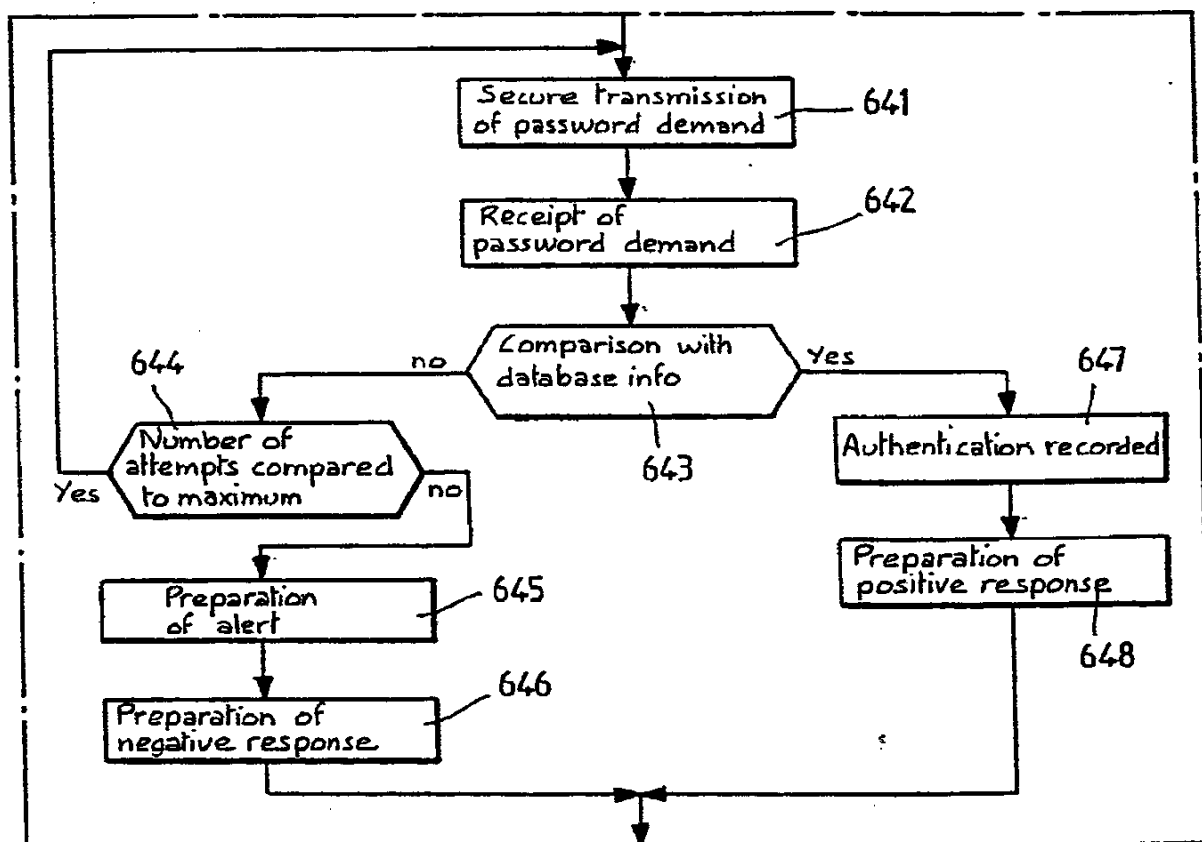 Secure transmission
of password demand
641
Receipt of
password demand
642
Comparison with
database info
643
no
Yes
644
Number of
attempts compared
to maximum
Yes
no
647
Authentication recorded
Preparation of
positive response
648
Preparation
of alert
645
Preparation of
negative response
646